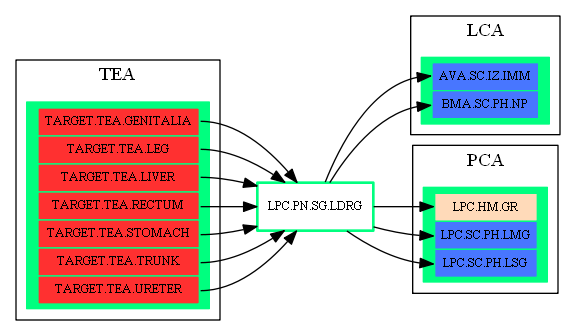 TEA
TARGET.TEA.GENITALIA
TARGET.TEA.LEG
TARGET.TEA.LIVER
TARGET.TEA.RECTUM
TARGET.TEA.STOMACH
TARGET.TEA.TRUNK
TARGET.TEA.URETER
LPC.PN.SG.LDRG
LCA
AVA.SC.IZ.IMM
BMA.SC.PH.NP
PCA
LPC.HM.GR
LPC.SC.PH.LMG
LPC.SC.PH.LSG